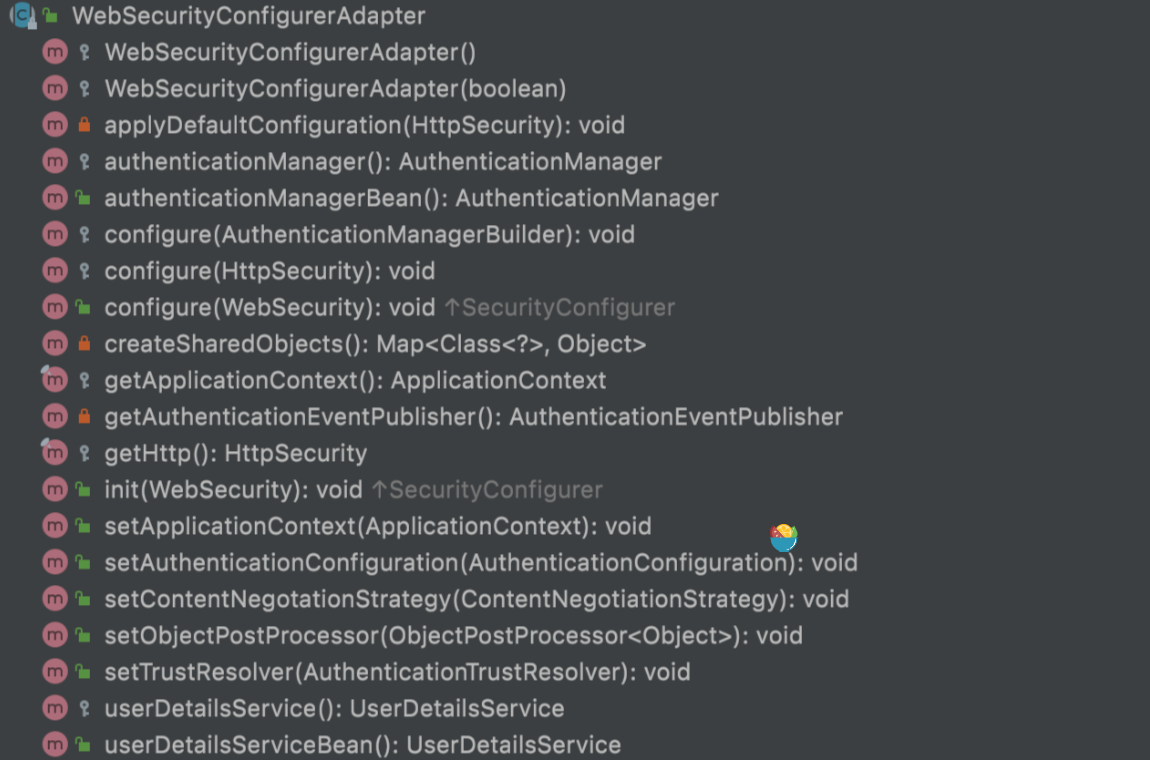 WebSecurityConfigurerAdapter
WebSecurityConfigurerAdapter()
WebSecurityConfigurerAdapter(boolean)
applyDefaultConfiguration(HttpSecurity): void
authenticationManager(): AuthenticationManager
authenticationManagerBean(): AuthenticationManager
configure(AuthenticationManagerBuilder): void
configure(HttpSecurity): void
configure(WebSecurity): void ↑SecurityConfigurer
createSharedObjects(): Map<Class<?>, Object>
getApplicationContext(): ApplicationContext
getAuthenticationEventPublisher(): AuthenticationEventPublisher
getHttp(): HttpSecurity
init(WebSecurity): void ↑SecurityConfigurer
setApplicationContext(ApplicationContext): void
setAuthenticationConfiguration(AuthenticationConfiguration): void
setContentNegotationStrategy(ContentNegotiationStrategy): void
setObjectPostProcessor(ObjectPostProcessor<Object>): void
setTrustResolver(AuthenticationTrustResolver): void
userDetailsService(): UserDetailsService
userDetailsServiceBean(): UserDetailsService